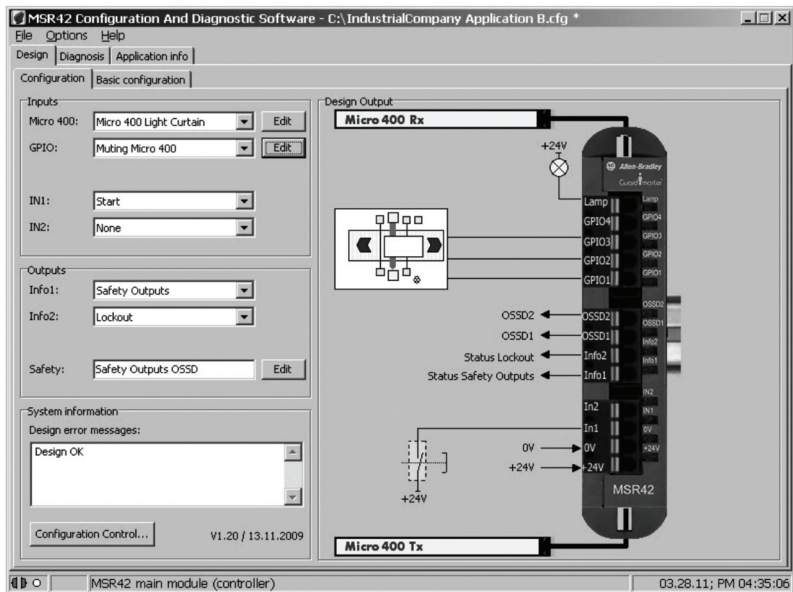 MSR42 Configuration And Diagnostic Software - C:\IndustrialCompany Application B.cfg *
File Options Help
Design Diagnosis Application info
Configuration Basic configuration
Inputs
Micro 400: Micro 400 Light Curtain Edit
GPIO: Muting Micro 400 Edit
IN1: Start
IN2: None
Outputs
Info1: Safety Outputs
Info2: Lockout
Safety: Safety Outputs OSSD Edit
System information
Design error messages:
Design OK
Configuration Control... V1.20 / 13.11.2009
Design Output
Micro 400 Rx
+24V
Allen-Bradley
Guardmaster
Lamp Lamp
GPIO4 GPIO4
GPIO3 GPIO3
GPIO2 GPIO2
GPIO1 GPIO1
OSSD2
OSSD2 OSSD2
OSSD1
OSSD1 OSSD1
Status Lockout Info2 Info2
Status Safety Outputs Info1 Info1
IN2
In2
IN1
In1
0V
0V 0V
+24V
+24V +24V
+24V
MSR42
Micro 400 Tx
MSR42 main module (controller) 03.28.11; PM 04:35:06